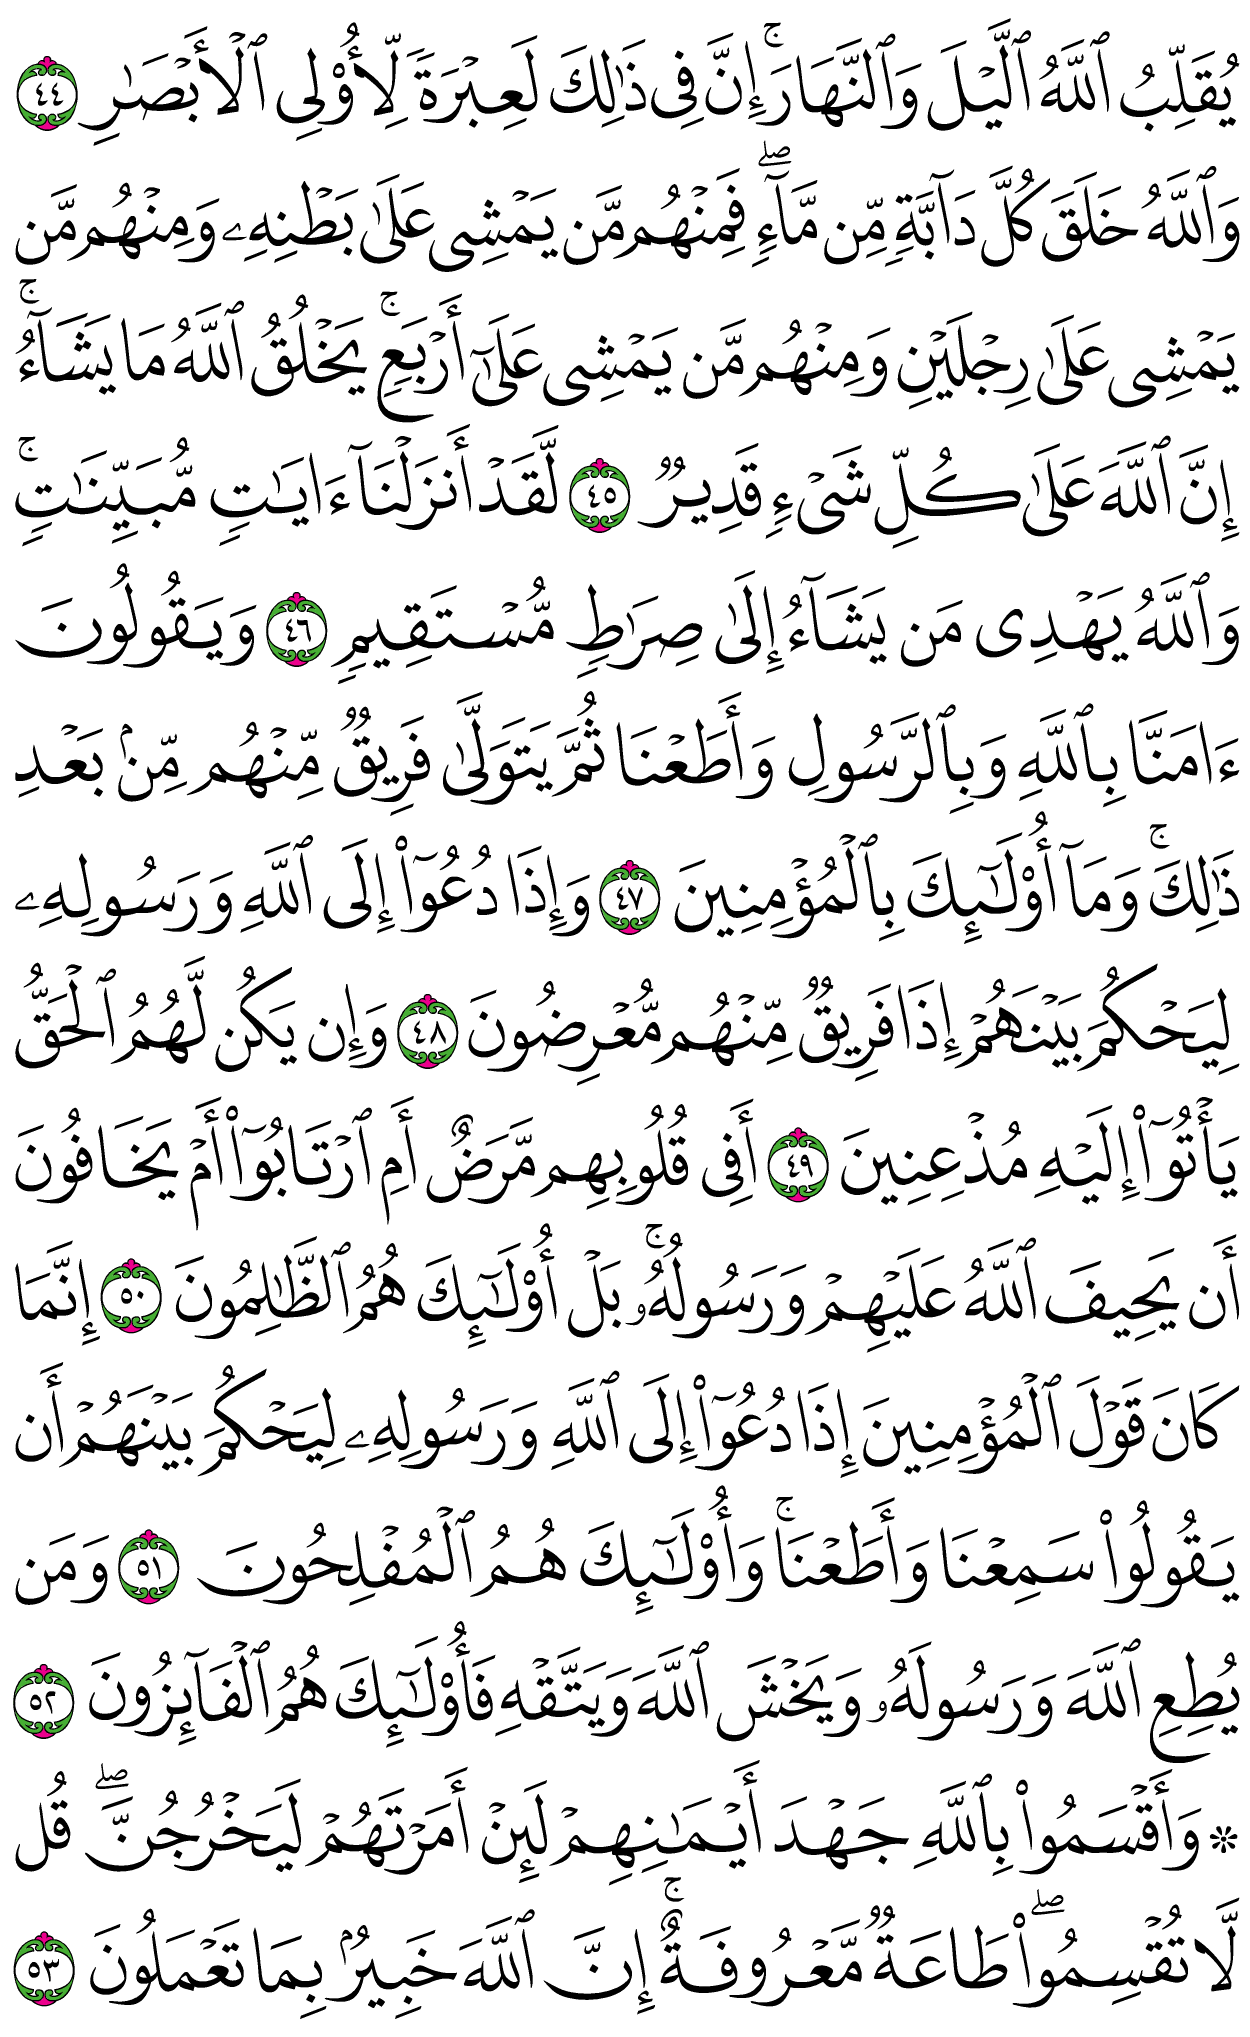 يُقَلِّبُ ٱللَّهُ ٱلَّيْلَ وَٱلنَّهَارَۚ إِنَّ فِى ذَٰلِكَ لَعِبْرَةً لِّأُو۟لِى ٱلْأَبْصَـٰرِ ٤٤
وَٱللَّهُ خَلَقَ كُلَّ دَآبَّةٍ مِّن مَّآءٍۖ فَمِنْهُم مَّن يَمْشِى عَلَىٰ بَطْنِهِۦ وَمِنْهُم مَّن
يَمْشِى عَلَىٰ رِجْلَيْنِ وَمِنْهُم مَّن يَمْشِى عَلَىٰٓ أَرْبَعٍۚ يَخْلُقُ ٱللَّهُ مَا يَشَآءُۚ
إِنَّ ٱللَّهَ عَلَىٰ كُلِّ شَىْءٍ قَدِيرٌ ٤٥ لَّقَدْ أَنزَلْنَآ ءَايَـٰتٍ مُّبَيِّنَـٰتٍۚ
وَٱللَّهُ يَهْدِى مَن يَشَآءُ إِلَىٰ صِرَٰطٍ مُّسْتَقِيمٍ ٤٦ وَيَقُولُونَ
ءَامَنَّا بِٱللَّهِ وَبِٱلرَّسُولِ وَأَطَعْنَا ثُمَّ يَتَوَلَّىٰ فَرِيقٌ مِّنْهُم مِّنۢ بَعْدِ
ذَٰلِكَۚ وَمَآ أُو۟لَـٰٓئِكَ بِٱلْمُؤْمِنِينَ ٤٧ وَإِذَا دُعُوٓا۟ إِلَى ٱللَّهِ وَرَسُولِهِۦ
لِيَحْكُمَ بَيْنَهُمْ إِذَا فَرِيقٌ مِّنْهُم مُّعْرِضُونَ ٤٨ وَإِن يَكُن لَّهُمُ ٱلْحَقُّ
يَأْتُوٓا۟ إِلَيْهِ مُذْعِنِينَ ٤٩ أَفِى قُلُوبِهِم مَّرَضٌ أَمِ ٱرْتَابُوٓا۟ أَمْ يَخَافُونَ
أَن يَحِيفَ ٱللَّهُ عَلَيْهِمْ وَرَسُولُهُۥۚ بَلْ أُو۟لَـٰٓئِكَ هُمُ ٱلظَّـٰلِمُونَ ٥٠ إِنَّمَا
كَانَ قَوْلَ ٱلْمُؤْمِنِينَ إِذَا دُعُوٓا۟ إِلَى ٱللَّهِ وَرَسُولِهِۦ لِيَحْكُمَ بَيْنَهُمْ أَن
يَقُولُوا۟ سَمِعْنَا وَأَطَعْنَاۚ وَأُو۟لَـٰٓئِكَ هُمُ ٱلْمُفْلِحُونَ ٥١ وَمَن
يُطِعِ ٱللَّهَ وَرَسُولَهُۥ وَيَخْشَ ٱللَّهَ وَيَتَّقْهِ فَأُو۟لَـٰٓئِكَ هُمُ ٱلْفَآئِزُونَ ٥٢
۞ وَأَقْسَمُوا۟ بِٱللَّهِ جَهْدَ أَيْمَـٰنِهِمْ لَئِنْ أَمَرْتَهُمْ لَيَخْرُجُنَّۖ قُل
لَّا تُقْسِمُوا۟ۖ طَاعَةٌ مَّعْرُوفَةٌۚ إِنَّ ٱللَّهَ خَبِيرٌۢ بِمَا تَعْمَلُونَ ٥٣